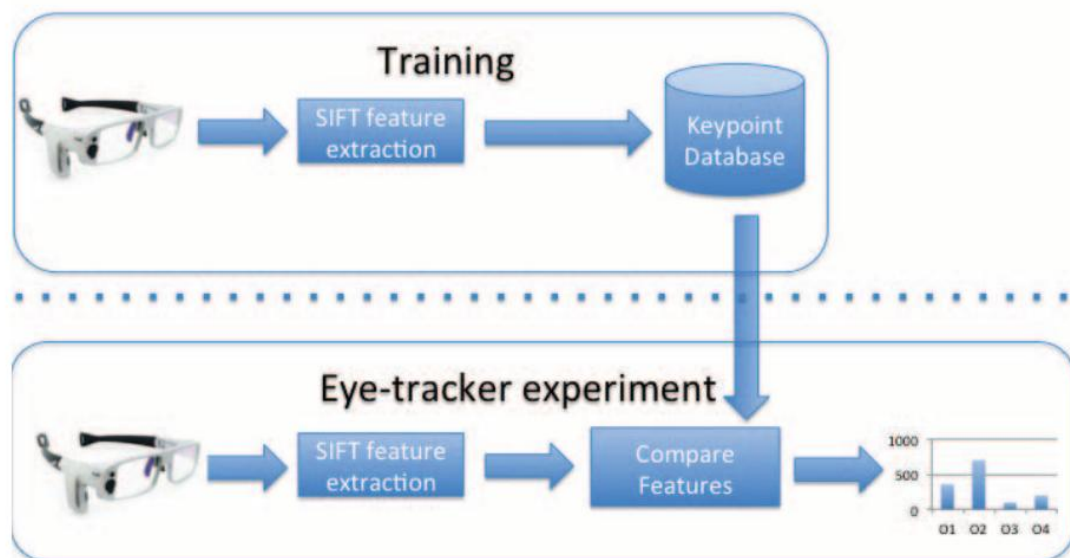 Training
SIFT feature
extraction
Keypoint
Database
Eye-tracker experiment
SIFT feature
extraction
Compare
Features
1000
500
0
O1 O2 O3 O4